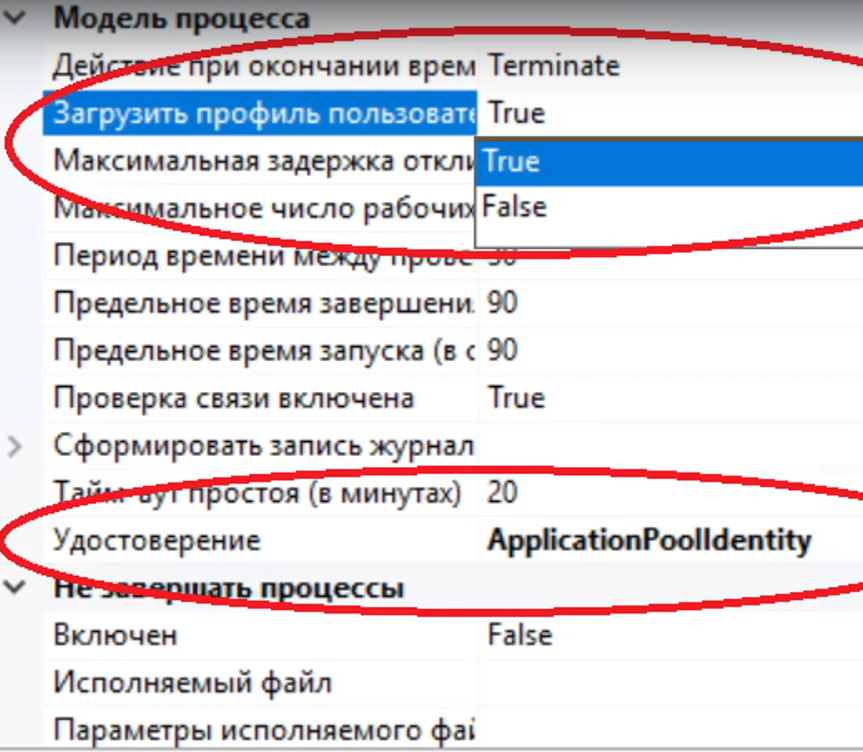 Модель процесса
Действие при окончании врем Terminate
Загрузить профиль пользовате True
Максимальная задержка откли True
Максимальное число рабочих False
Период времени между прове
Предельное время завершени 90
Предельное время запуска (в с 90
Проверка связи включена True
Сформировать запись журнал
Тайм-аут простоя (в минутах) 20
Удостоверение ApplicationPoolIdentity
Не завершать процессы
Включен False
Исполняемый файл
Параметры исполняемого фай